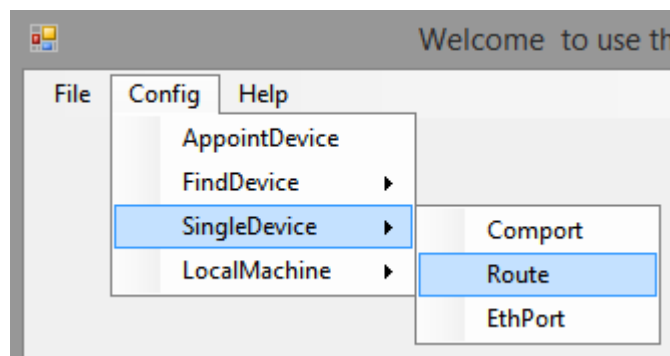 Welcome to use th
File Config Help
AppointDevice
FindDevice
SingleDevice
LocalMachine
Comport
Route
EthPort